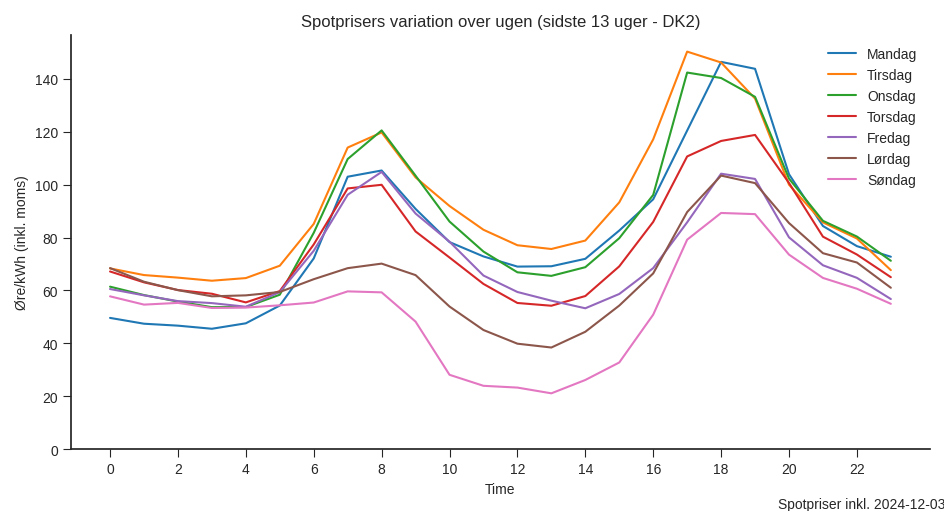 Spotprisers variation over ugen (sidste 13 uger - DK2)
Mandag
Tirsdag
Onsdag
Torsdag
Fredag
Lørdag
Søndag
Øre/kWh (inkl. moms)
140
120
100
80
60
40
20
0
0 2 4 6 8 10 12 14 16 18 20 22
Time
Spotpriser inkl. 2024-12-03